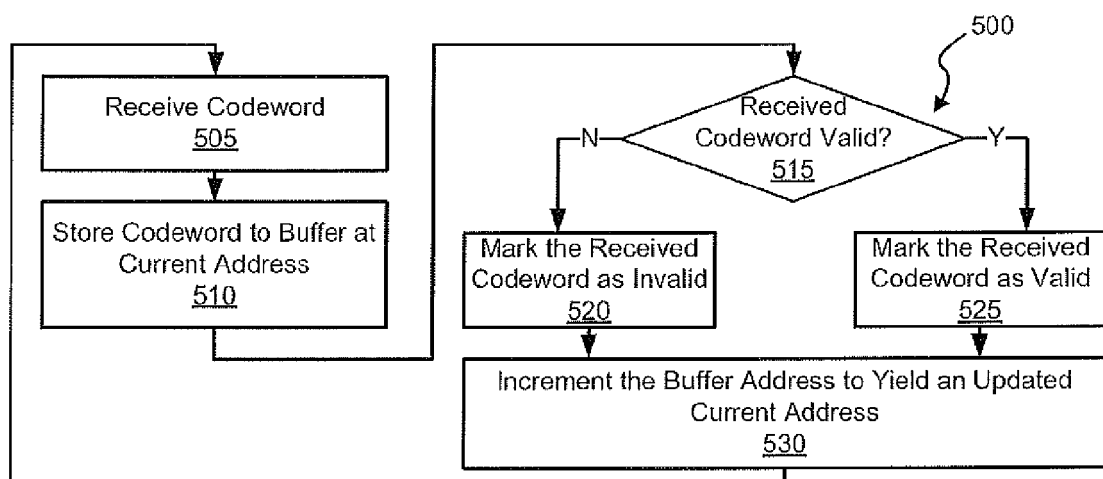 500
Receive Codeword
505
Store Codeword to Buffer at
Current Address
510
Received
Codeword Valid?
515
N
Y
Mark the Received
Codeword as Invalid
520
Mark the Received
Codeword as Valid
525
Increment the Buffer Address to Yield an Updated
Current Address
530